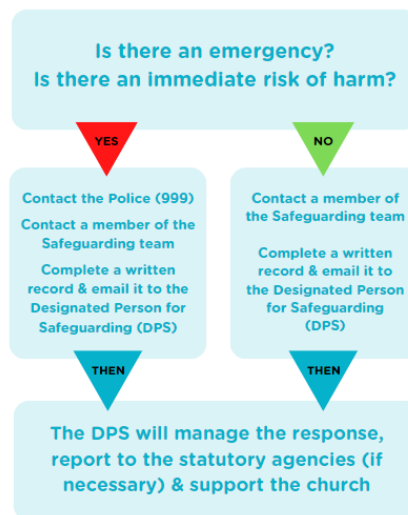 Is there an emergency?
Is there an immediate risk of harm?
YES
Contact the Police (999)
Contact a member of the
Safeguarding team
Complete a written
record & email it to the
Designated Person for
Safeguarding (DPS)
THEN
NO
Contact a member of
the Safeguarding team
Complete a written
record & email it to
the Designated Person
for Safeguarding
(DPS)
THEN
The DPS will manage the response,
report to the statutory agencies (if
necessary) & support the church